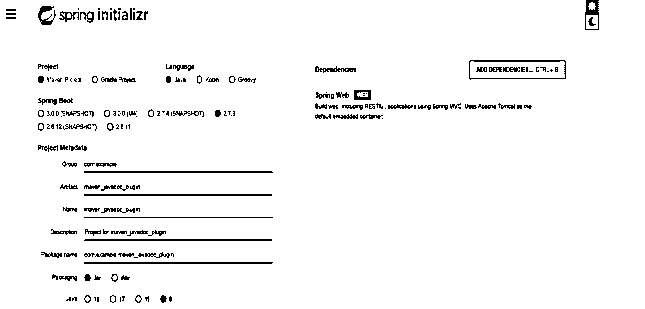 spring initializr
Project
Maven Project Gradle Project
Language
Java Kotlin Groovy
Spring Boot
3.0.0 (SNAPSHOT) 3.0.0 (M4) 2.7.4 (SNAPSHOT) 2.7.3
2.6.12 (SNAPSHOT) 2.6.11
Project Metadata
Group com.example
Artifact maven_javadoc_plugin
Name maven_javadoc_plugin
Description Project for maven_javadoc_plugin
Package name com.example.maven_javadoc_plugin
Packaging Jar War
Java 17 11 8
Dependencies
ADD DEPENDENCIES... CTRL + B
Spring Web WEB
Build web, including RESTful, applications using Spring MVC. Uses Apache Tomcat as the
default embedded container.